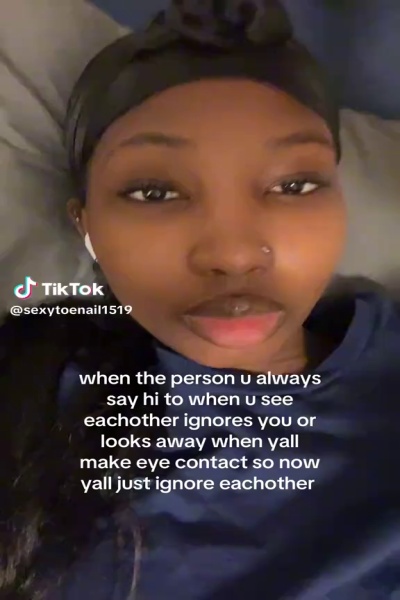 TikTok
@sexytoenail1519
when the person u always
say hi to when u see
eachother ignores you or
looks away when yall
make eye contact so now
yall just ignore eachother